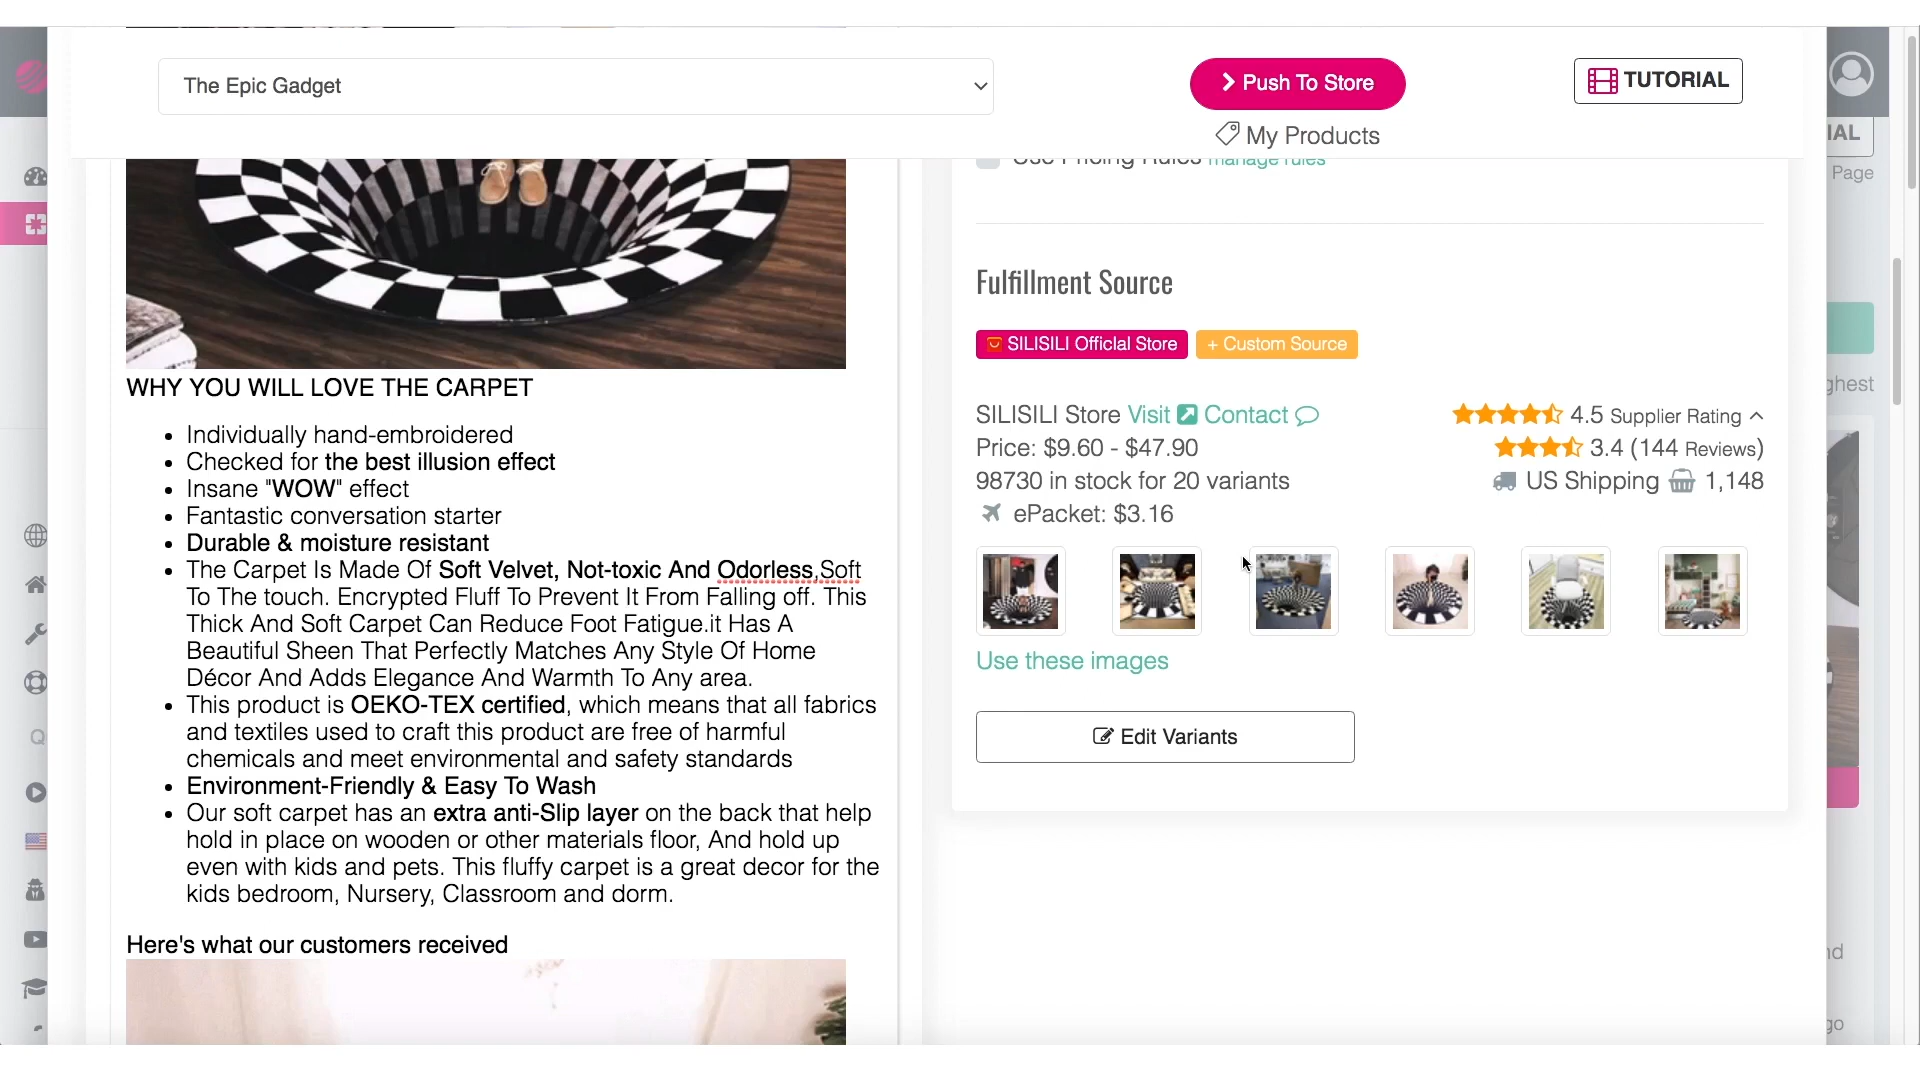 The Epic Gadget
Push To Store
TUTORIAL
My Products
IAL
Page
Use Pricing Rules manage rules
Fulfillment Source
SILISILI Officlal Store
+ Custom Source
SILISILI Store Visit Contact
4.5 Supplier Rating
Price: $9.60 - $47.90
3.4 (144 Reviews)
98730 in stock for 20 variants
US Shipping 1,148
ePacket: $3.16
Use these images
Edit Variants
WHY YOU WILL LOVE THE CARPET
Individually hand-embroidered
Checked for the best illusion effect
Insane "WOW" effect
Fantastic conversation starter
Durable & moisture resistant
The Carpet Is Made Of Soft Velvet, Not-toxic And Odorless,Soft
To The touch. Encrypted Fluff To Prevent It From Falling off. This
Thick And Soft Carpet Can Reduce Foot Fatigue.it Has A
Beautiful Sheen That Perfectly Matches Any Style Of Home
Décor And Adds Elegance And Warmth To Any area.
This product is OEKO-TEX certified, which means that all fabrics
and textiles used to craft this product are free of harmful
chemicals and meet environmental and safety standards
Environment-Friendly & Easy To Wash
Our soft carpet has an extra anti-Slip layer on the back that help
hold in place on wooden or other materials floor, And hold up
even with kids and pets. This fluffy carpet is a great decor for the
kids bedroom, Nursery, Classroom and dorm.
Here's what our customers received
ghest
nd
go
Q